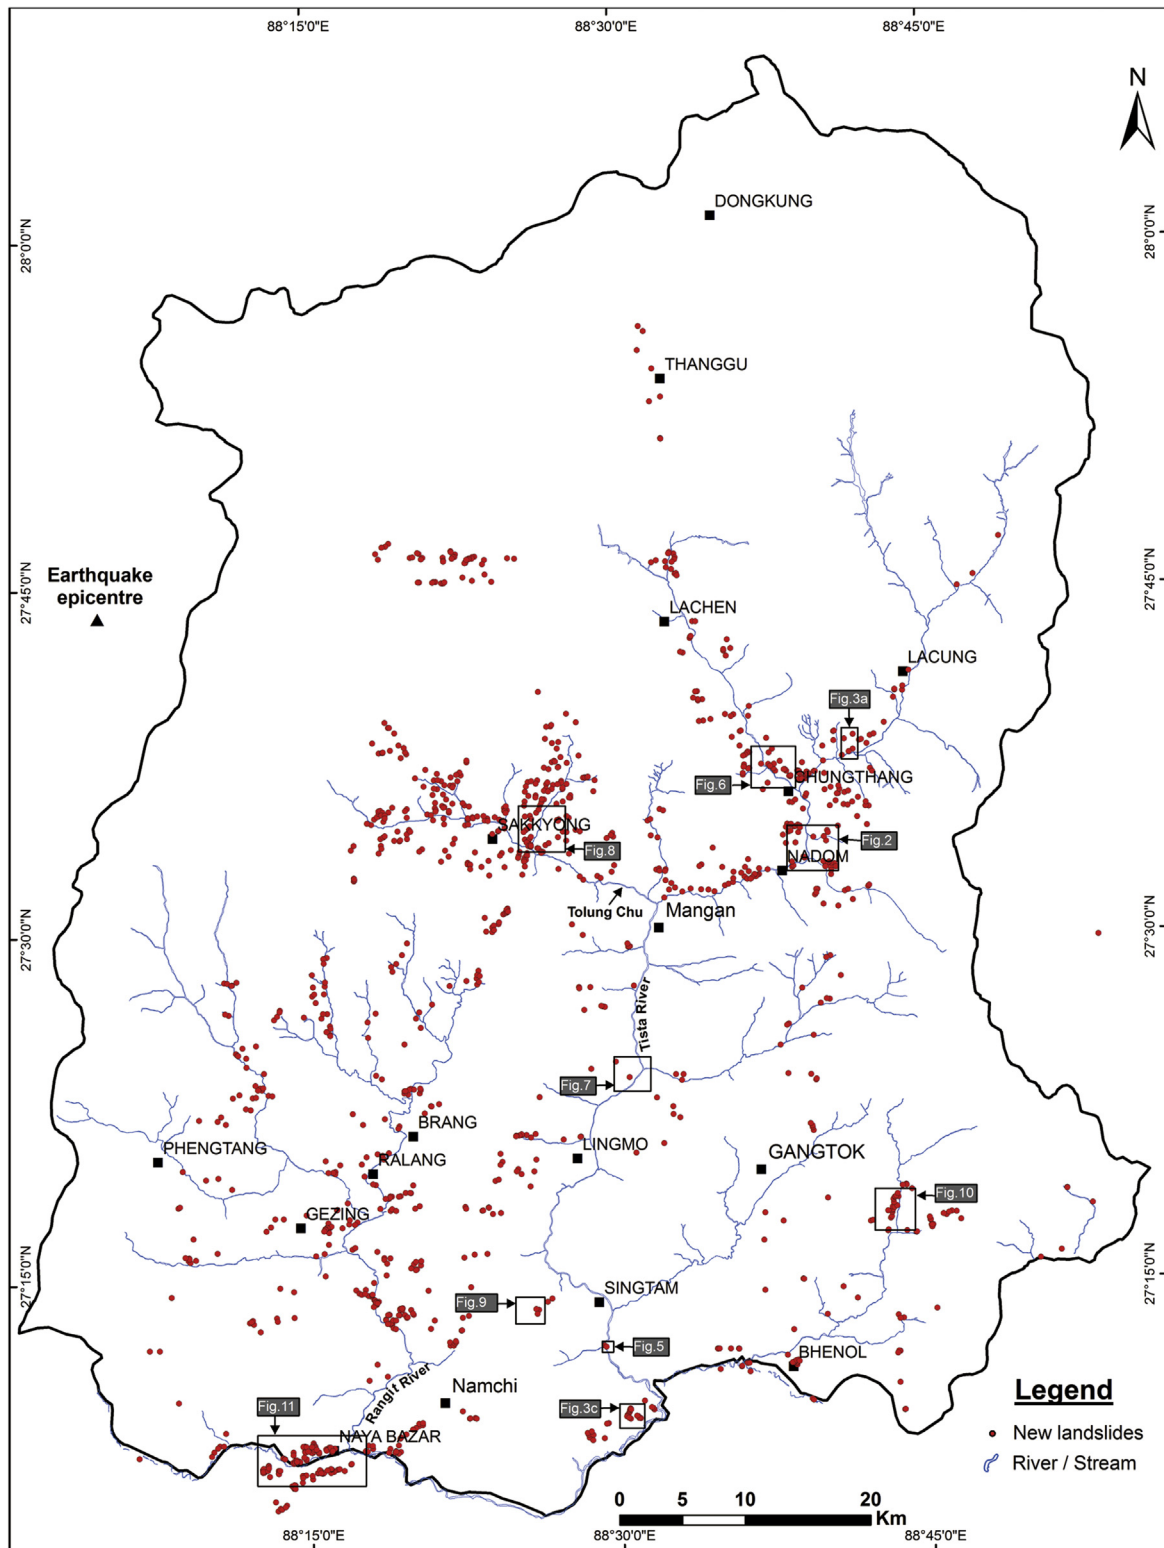 88°15'0"E
88°30'0"E
88°45'0"E
N
DONGKUNG
28°0'0"N
28°0'0"N
THANGGU
Earthquake
epicentre
27°45'0"N
27°45'0"N
LACHEN
LACUNG
Fig.3a
Fig.6
CHUNGTHANG
SAKKYONG
Fig.2
Fig.8
NADOM
Tolung Chu
Mangan
27°30'0"N
27°30'0"N
Tista River
Fig.7
BRANG
PHENGTANG
RALANG
LINGMO
GANGTOK
Fig.10
GEZING
27°15'0"N
27°15'0"N
SINGTAM
Fig.9
Fig.5
BHENOL
Rangit River
Namchi
Fig.3c
Fig.11
NAYA BAZAR
Legend
New landslides
River / Stream
0 5 10 20
Km
88°15'0"E
88°30'0"E
88°45'0"E